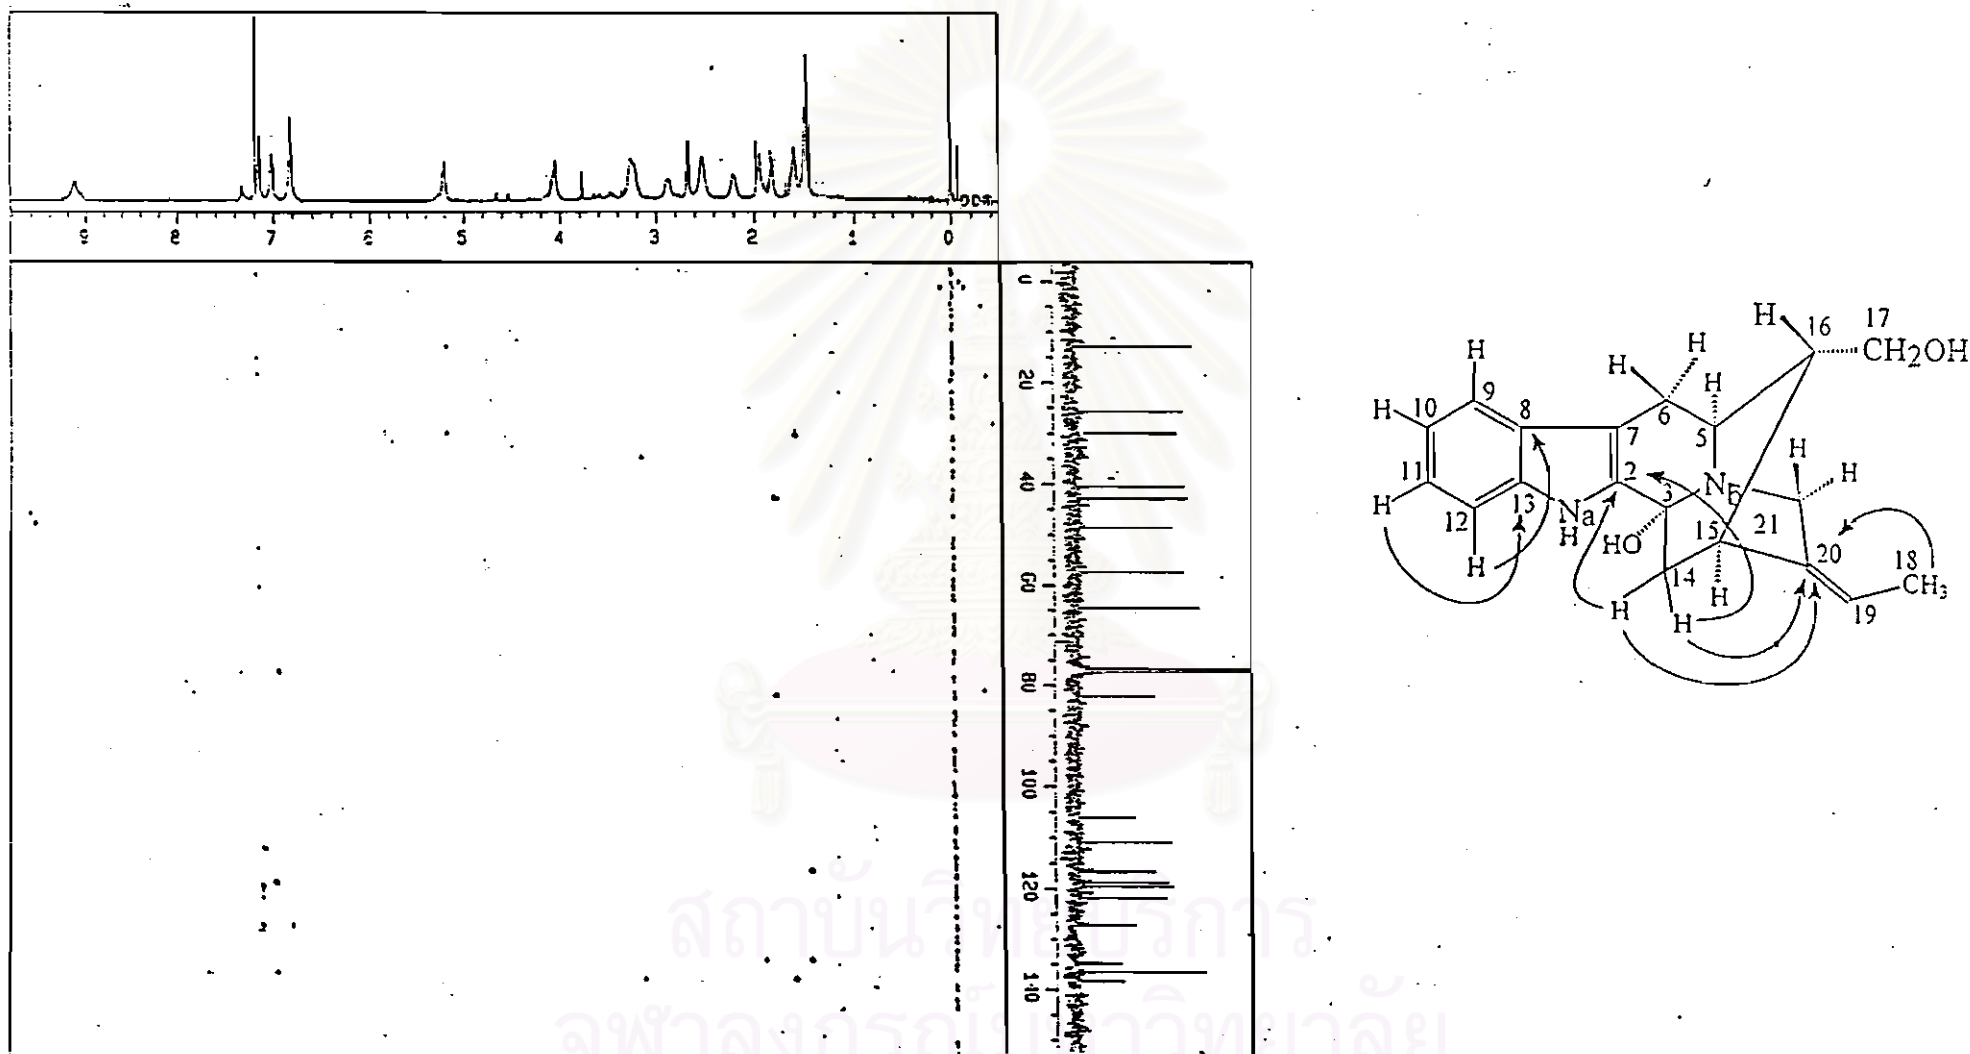 9 8 7 6 5 4 3 2 1 0
0
20
40
60
80
100
120
140
H 16 17
H H CH2OH
H 9 H
H 10 8 6 5 H
7 H
11 2 3 Nb
H 12 13 Na 21
H HO 15 20 18
H 14 CH3
H H H 19
สถาบันวิทยบริการ
จุฬาลงกรณ์มหาวิทยาลัย